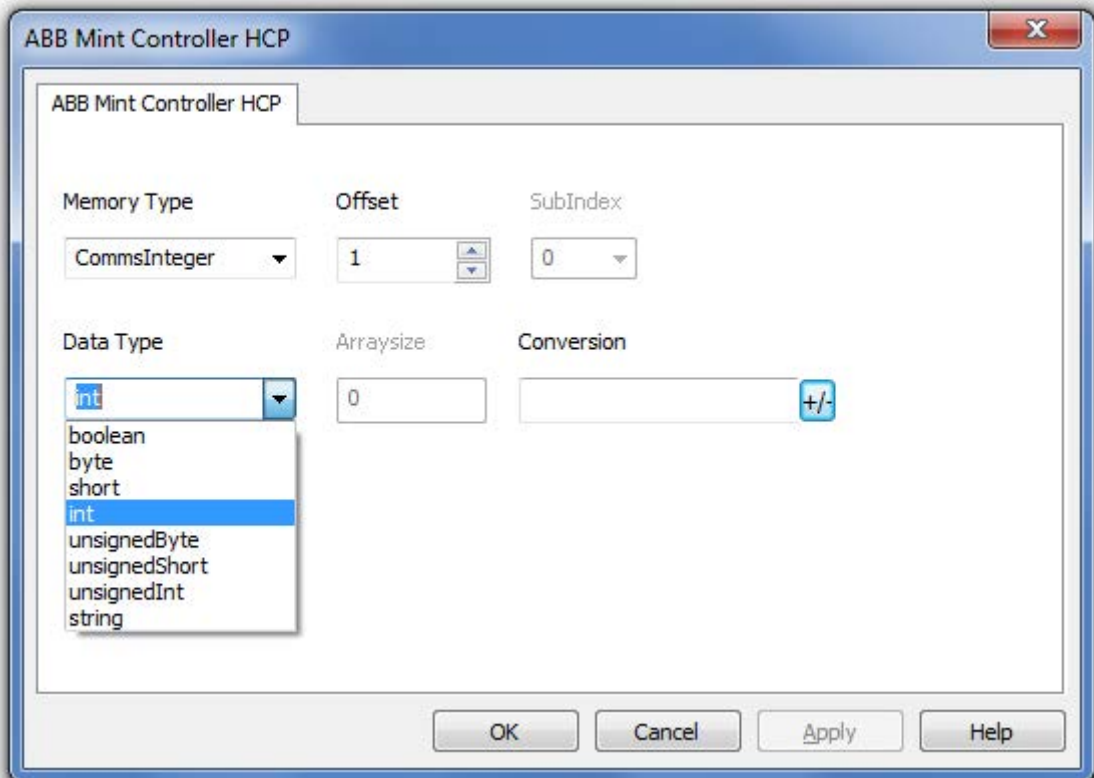 ABB Mint Controller HCP
ABB Mint Controller HCP
Memory Type Offset SubIndex
CommsInteger 1 0
Data Type Arraysize Conversion
int 0 +/-
boolean
byte
short
int
unsignedByte
unsignedShort
unsignedInt
string
OK Cancel Apply Help